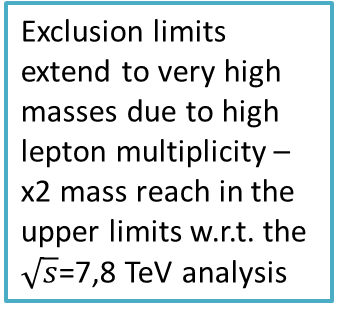 Exclusion limits
extend to very high
masses due to high
lepton multiplicity –
x2 mass reach in the
upper limits w.r.t. the
√s=7,8 TeV analysis